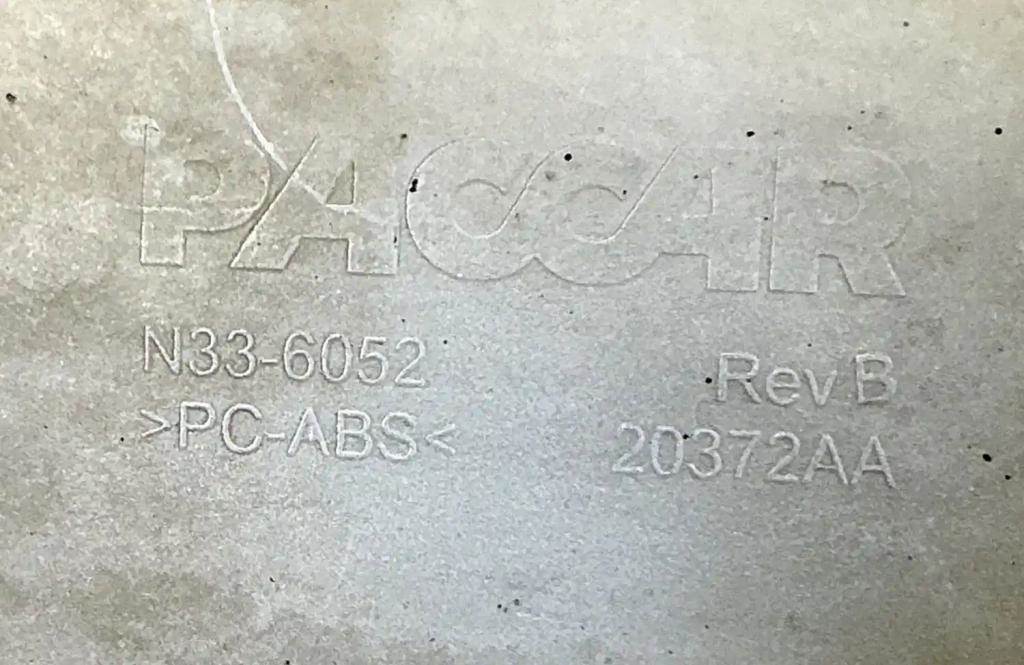 PACCAR
N33-6052 Rev B
>PC-ABS< 20372AA